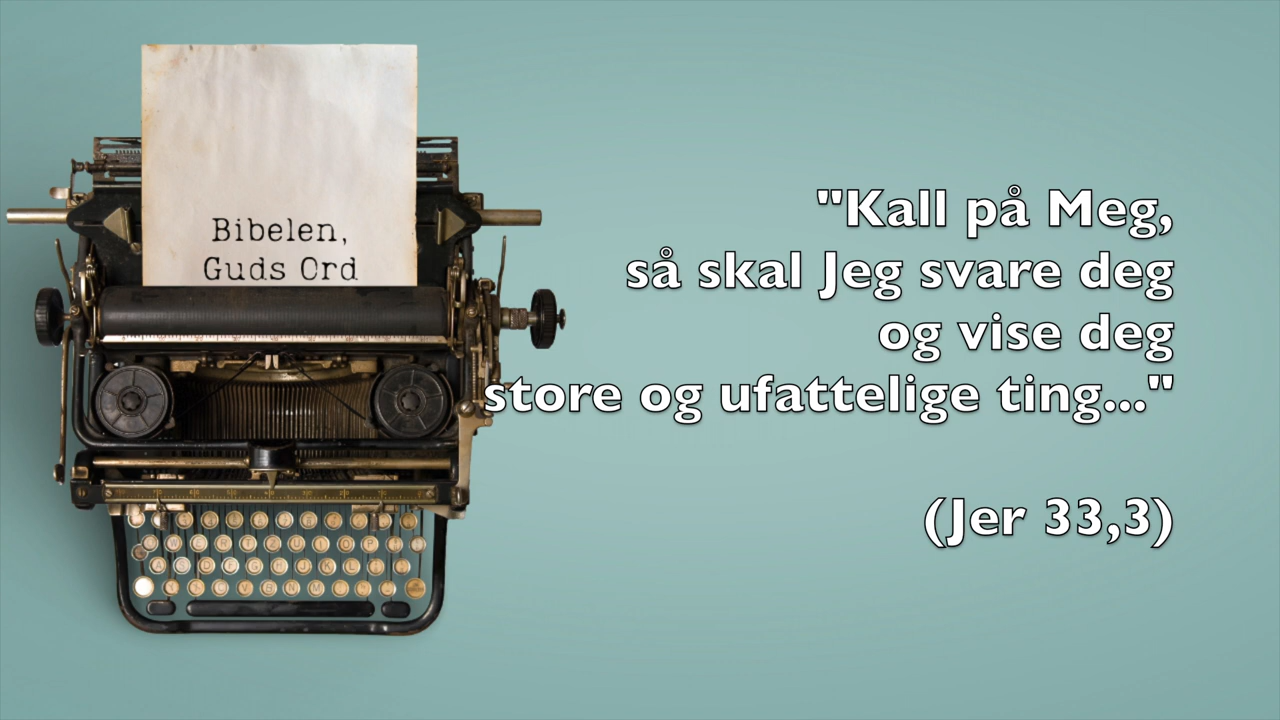 Bibelen,
Guds Ord
"Kall på Meg,
så skal Jeg svare deg
og vise deg
store og ufattelige ting..."
(Jer 33,3)